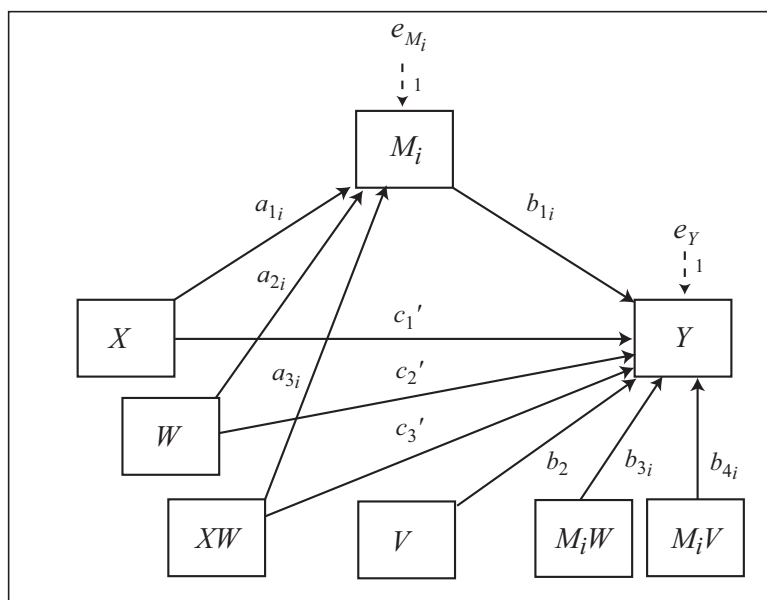 e_{M_i}
1
M_i
a_{1_i}
b_{1_i}
e_Y
1
a_{2_i}
X
c_1′
Y
a_{3_i}
c_2′
W
c_3′
b_2
b_{3_i}
b_{4_i}
XW
V
M_iW
M_iV